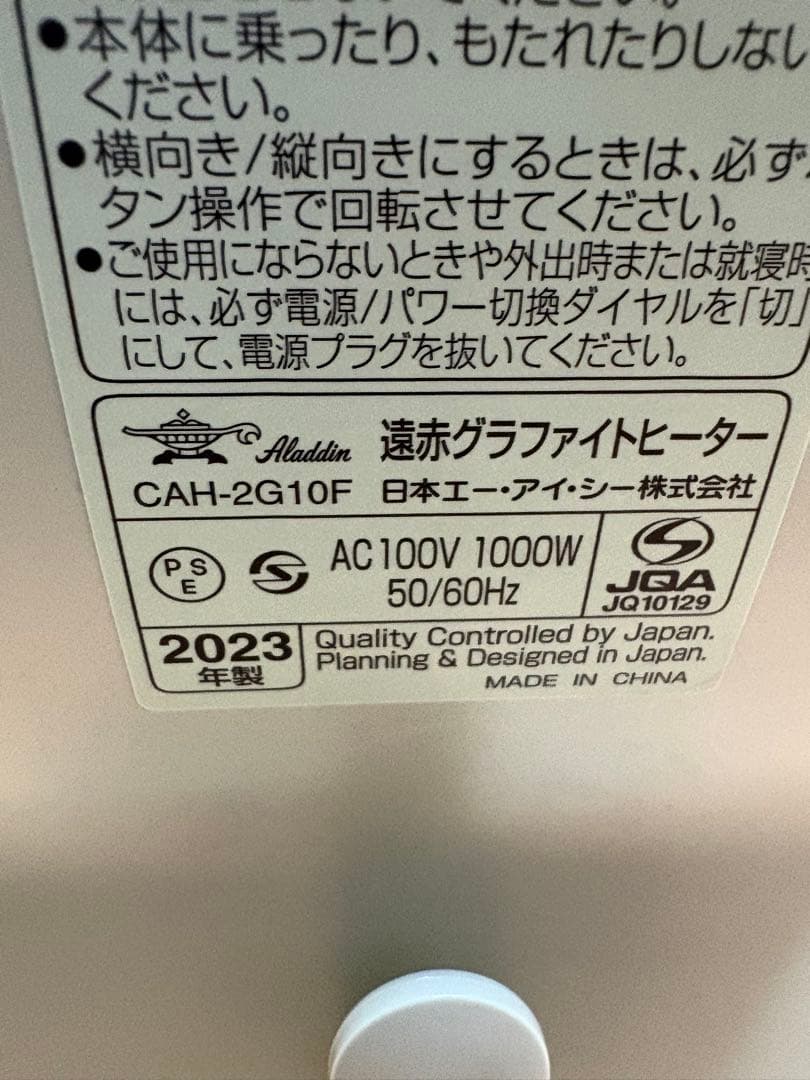 ●本体に乗ったり、もたれたりしない
ください。
●横向き/縦向きにするときは、必ず
タン操作で回転させてください。
●ご使用にならないときや外出時または就寝時
には、必ず電源/パワー切換ダイヤルを「切」
にして、電源プラグを抜いてください。
Aladdin 遠赤グラファイトヒーター
CAH-2G10F 日本エー・アイ・シー株式会社
PSE S AC100V 1000W
50/60Hz
JQA
JQ10129
2023
年製
Quality Controlled by Japan.
Planning & Designed in Japan.
MADE IN CHINA